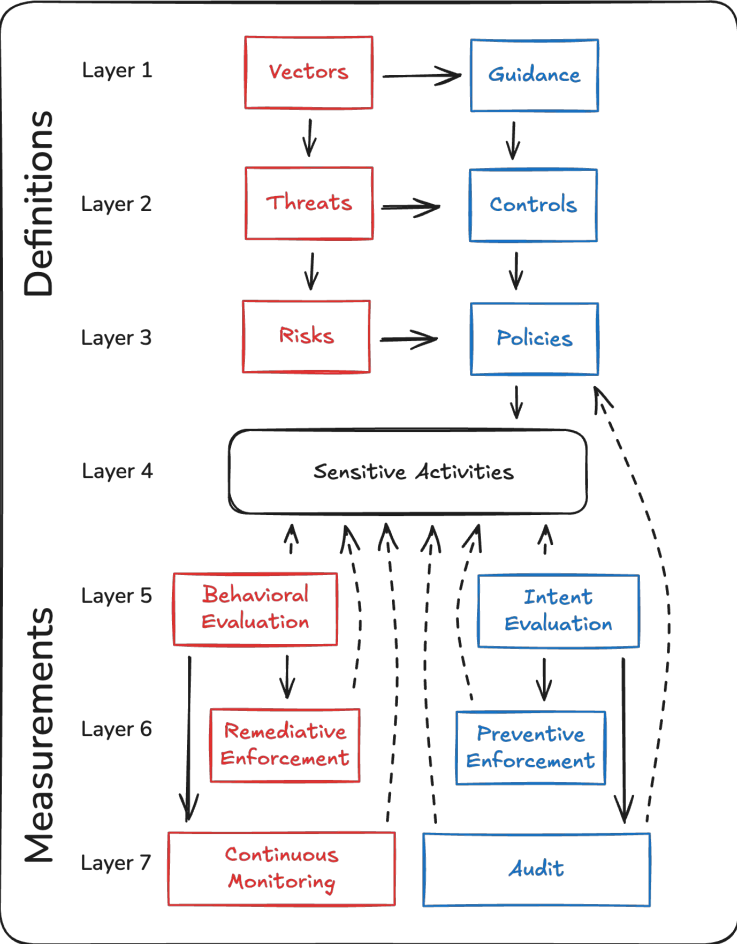 Definitions
Layer 1
Vectors
Guidance
Layer 2
Threats
Controls
Layer 3
Risks
Policies
Layer 4
Sensitive Activities
Measurements
Layer 5
Behavioral
Evaluation
Intent
Evaluation
Layer 6
Remediative
Enforcement
Preventive
Enforcement
Layer 7
Continuous
Monitoring
Audit